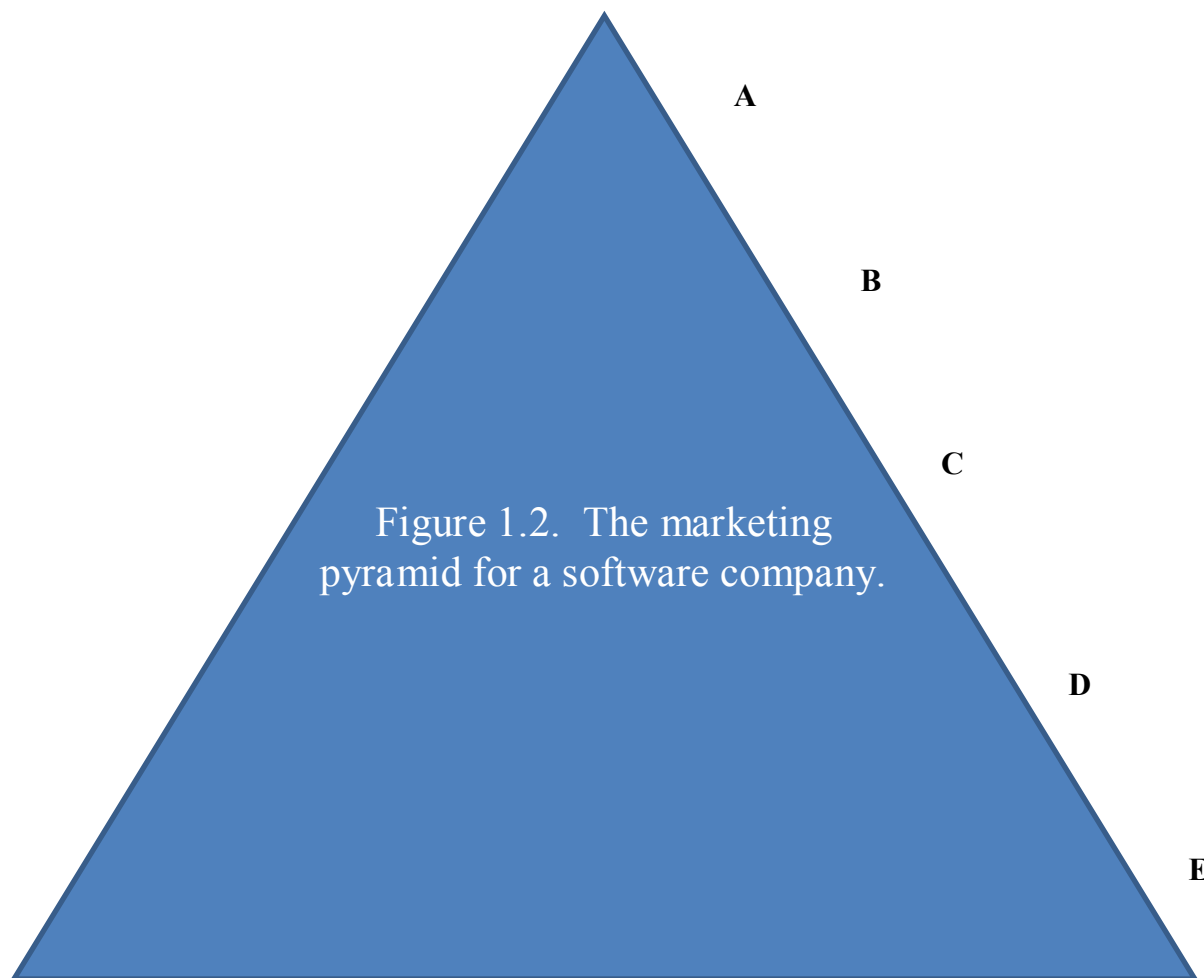 A
B
C
Figure 1.2.  The marketing
pyramid for a software company.
D
E